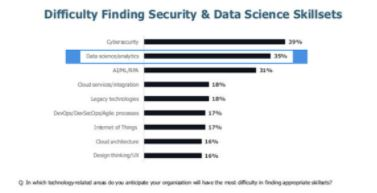 Difficulty Finding Security & Data Science Skillsets
Cybersecurity 39%
Data science/analytics 35%
AI/ML/RPA 31%
Cloud services/integration 18%
Legacy technologies 18%
DevOps/DevSecOps/Agile processes 17%
Internet of Things 17%
Cloud architecture 16%
Design thinking/UX 16%
Q: In which technology-related areas do you anticipate your organization will have the most difficulty in finding appropriate skillsets?